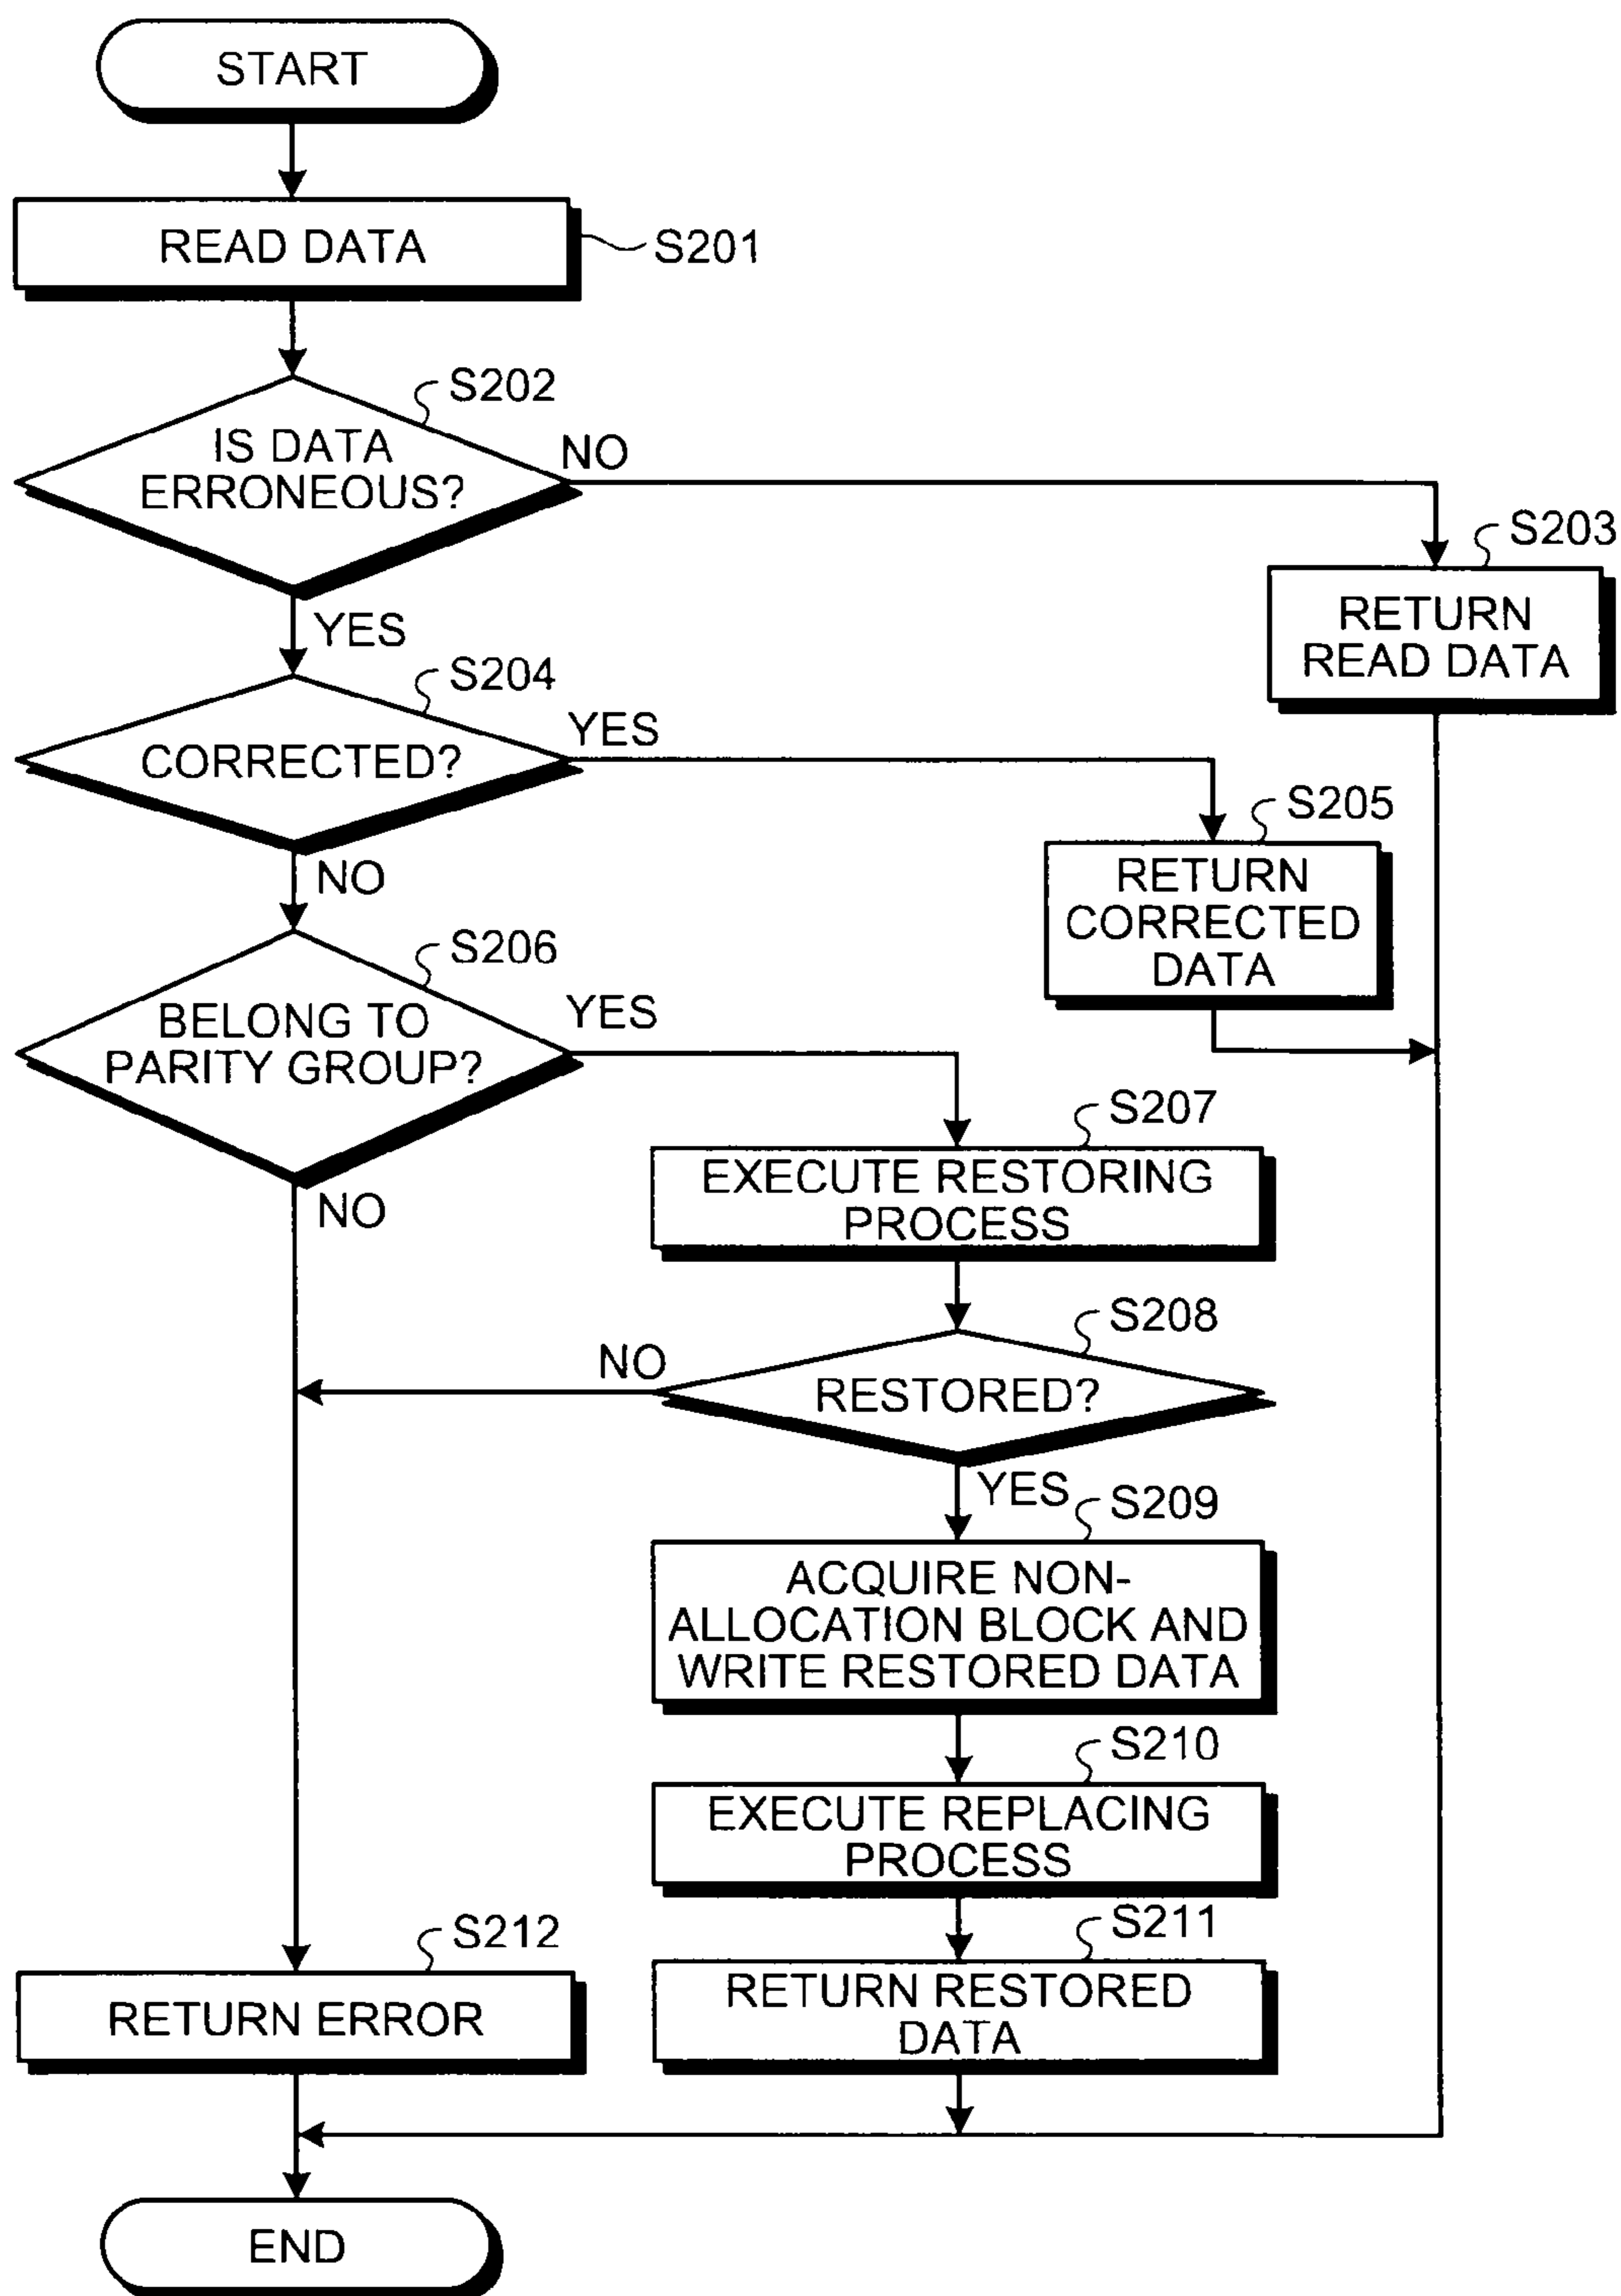 START
READ DATA
S201
S202
IS DATA
ERRONEOUS?
NO
S203
RETURN
READ DATA
YES
S204
CORRECTED?
YES
S205
RETURN
CORRECTED
DATA
NO
S206
BELONG TO
PARITY GROUP?
YES
S207
EXECUTE RESTORING
PROCESS
NO
S208
RESTORED?
NO
YES
S209
ACQUIRE NON-
ALLOCATION BLOCK AND
WRITE RESTORED DATA
S210
EXECUTE REPLACING
PROCESS
S211
RETURN RESTORED
DATA
S212
RETURN ERROR
END